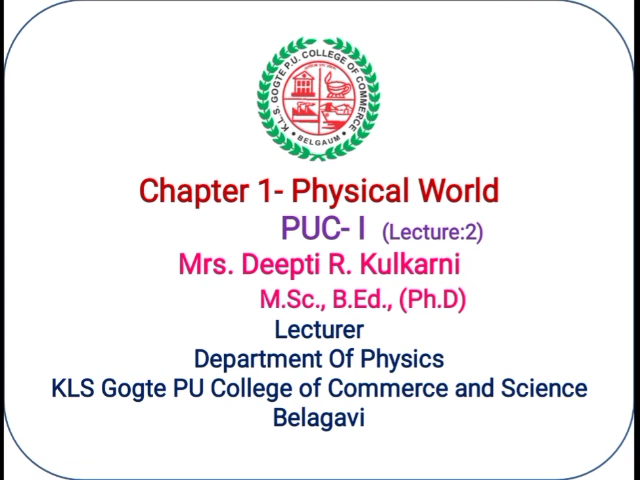 K.L.S. GOGTE P.U. COLLEGE OF COMMERCE
• BELGAUM •
Chapter 1- Physical World
PUC- I (Lecture:2)
Mrs. Deepti R. Kulkarni
M.Sc., B.Ed., (Ph.D)
Lecturer
Department Of Physics
KLS Gogte PU College of Commerce and Science
Belagavi